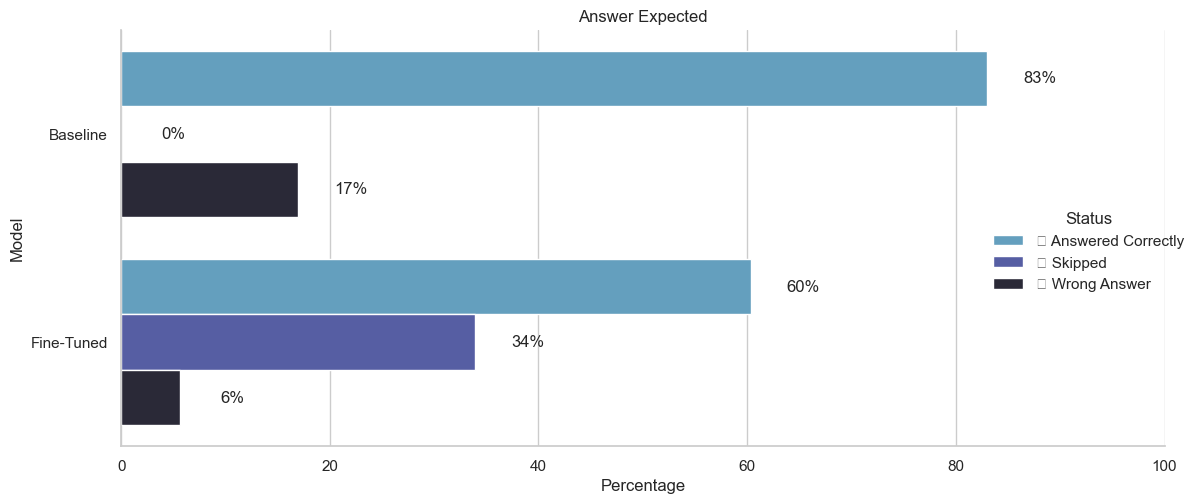 Answer Expected
83%
Baseline
0%
17%
Model
Status
Answered Correctly
Skipped
Wrong Answer
60%
Fine-Tuned
34%
6%
0 20 40 60 80 100
Percentage